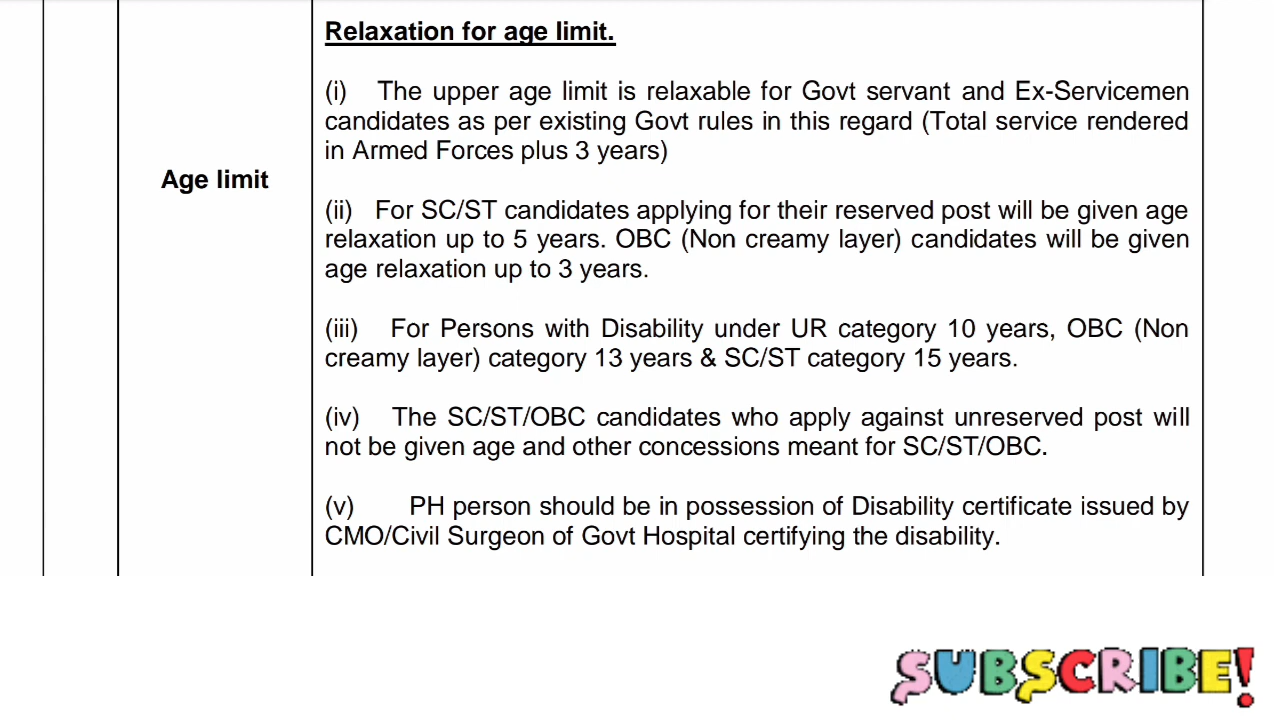 Relaxation for age limit.
(i) The upper age limit is relaxable for Govt servant and Ex-Servicemen
candidates as per existing Govt rules in this regard (Total service rendered
in Armed Forces plus 3 years)
Age limit
(ii) For SC/ST candidates applying for their reserved post will be given age
relaxation up to 5 years. OBC (Non creamy layer) candidates will be given
age relaxation up to 3 years.
(iii) For Persons with Disability under UR category 10 years, OBC (Non
creamy layer) category 13 years & SC/ST category 15 years.
(iv) The SC/ST/OBC candidates who apply against unreserved post will
not be given age and other concessions meant for SC/ST/OBC.
(v) PH person should be in possession of Disability certificate issued by
CMO/Civil Surgeon of Govt Hospital certifying the disability.
SUBSCRIBE!